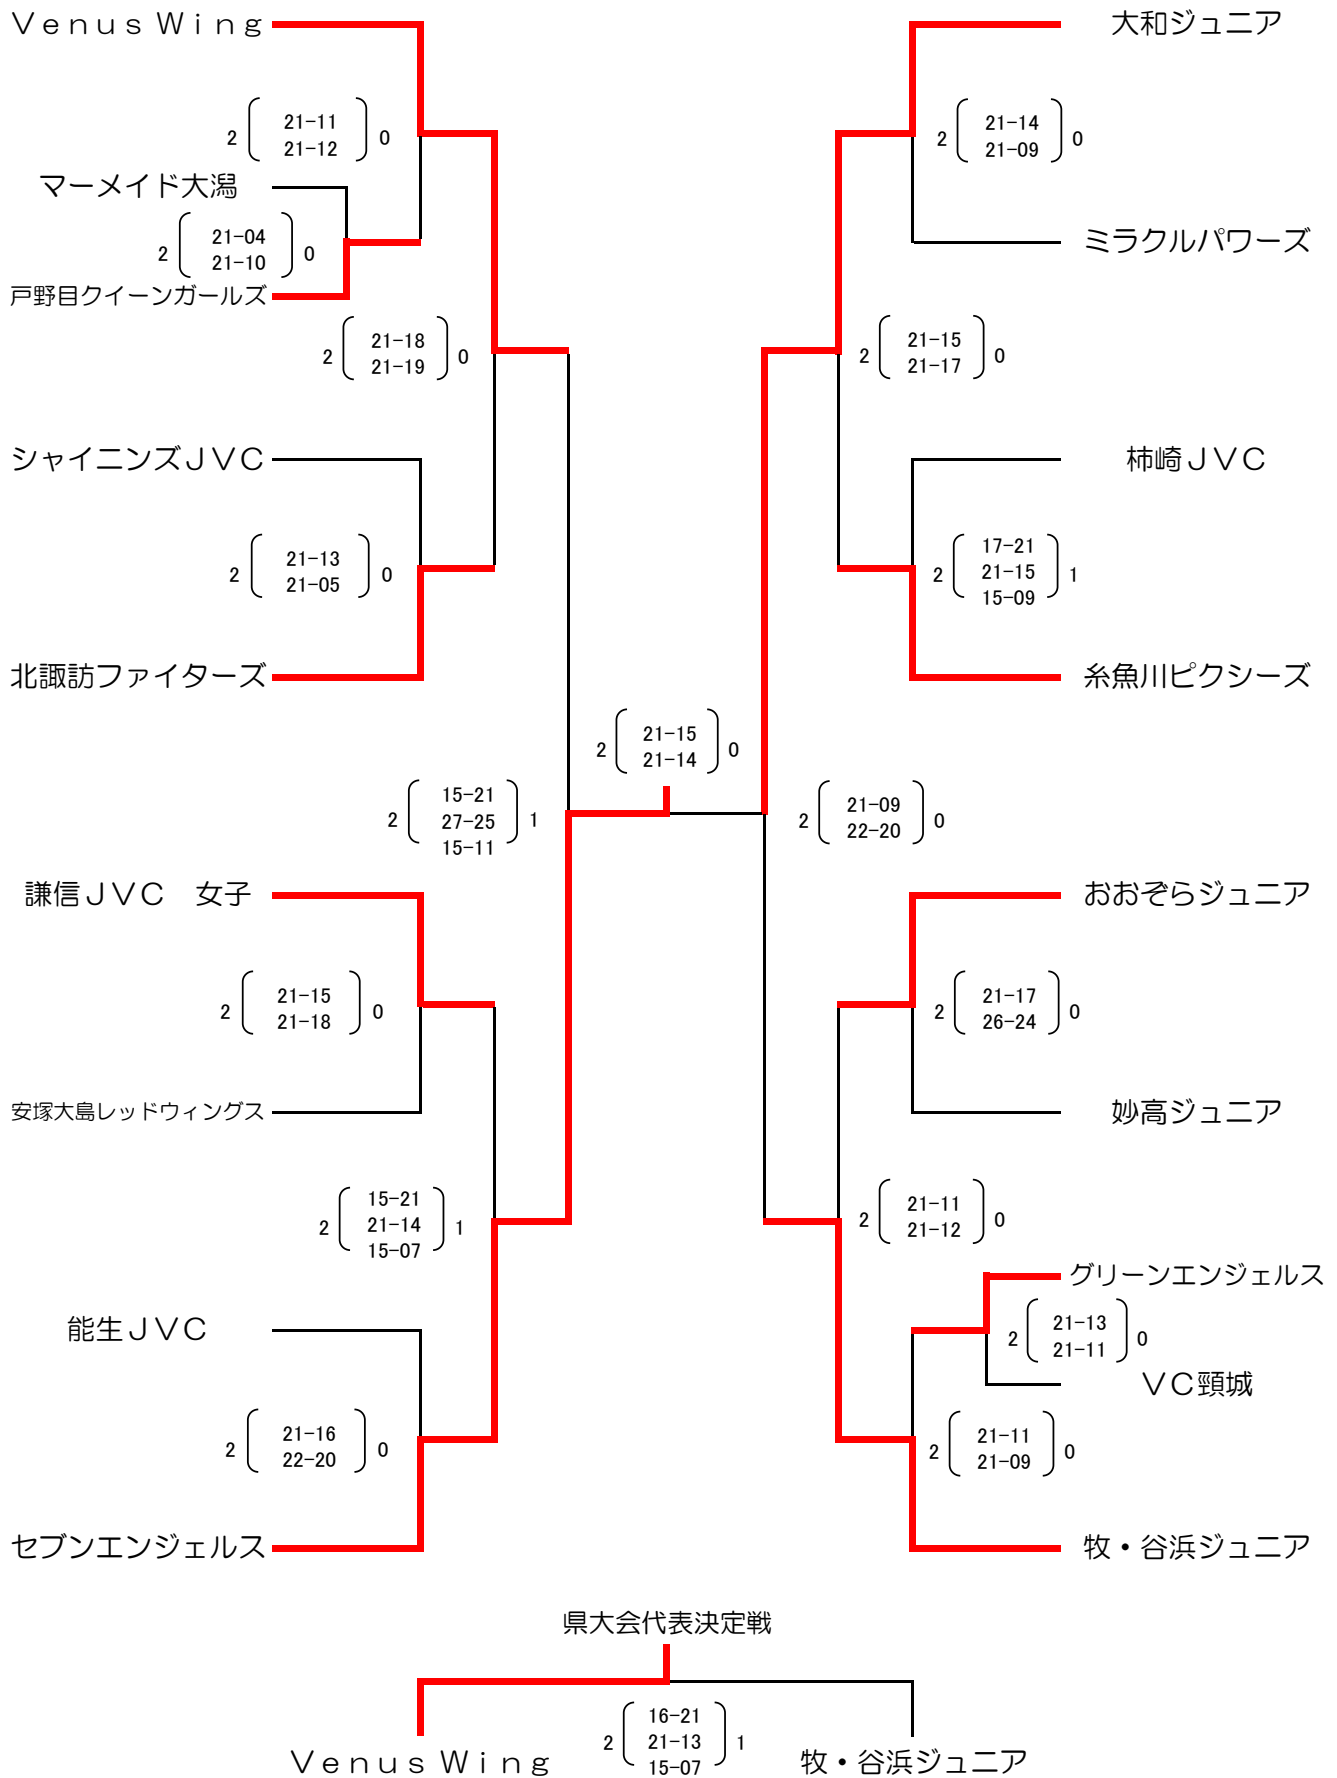 Ｖｅｎｕｓ Ｗｉｎｇ
大和ジュニア
2 21-11 0
21-12
2 21-14 0
21-09
マーメイド大潟
2 21-04 0
21-10
ミラクルパワーズ
戸野目クイーンガールズ
2 21-18 0
21-19
2 21-15 0
21-17
シャイニンズＪＶＣ
柿崎ＪＶＣ
2 21-13 0
21-05
17-21
2 21-15 1
15-09
北諏訪ファイターズ
糸魚川ピクシーズ
2 21-15 0
21-14
15-21
2 27-25 1
15-11
2 21-09 0
22-20
謙信ＪＶＣ　女子
おおぞらジュニア
2 21-15 0
21-18
2 21-17 0
26-24
安塚大島レッドウィングス
妙高ジュニア
15-21
2 21-14 1
15-07
2 21-11 0
21-12
グリーンエンジェルス
能生ＪＶＣ
2 21-13 0
21-11
ＶＣ頸城
2 21-16 0
22-20
2 21-11 0
21-09
セブンエンジェルス
牧・谷浜ジュニア
県大会代表決定戦
16-21
2 21-13 1
15-07
Ｖｅｎｕｓ Ｗｉｎｇ
牧・谷浜ジュニア